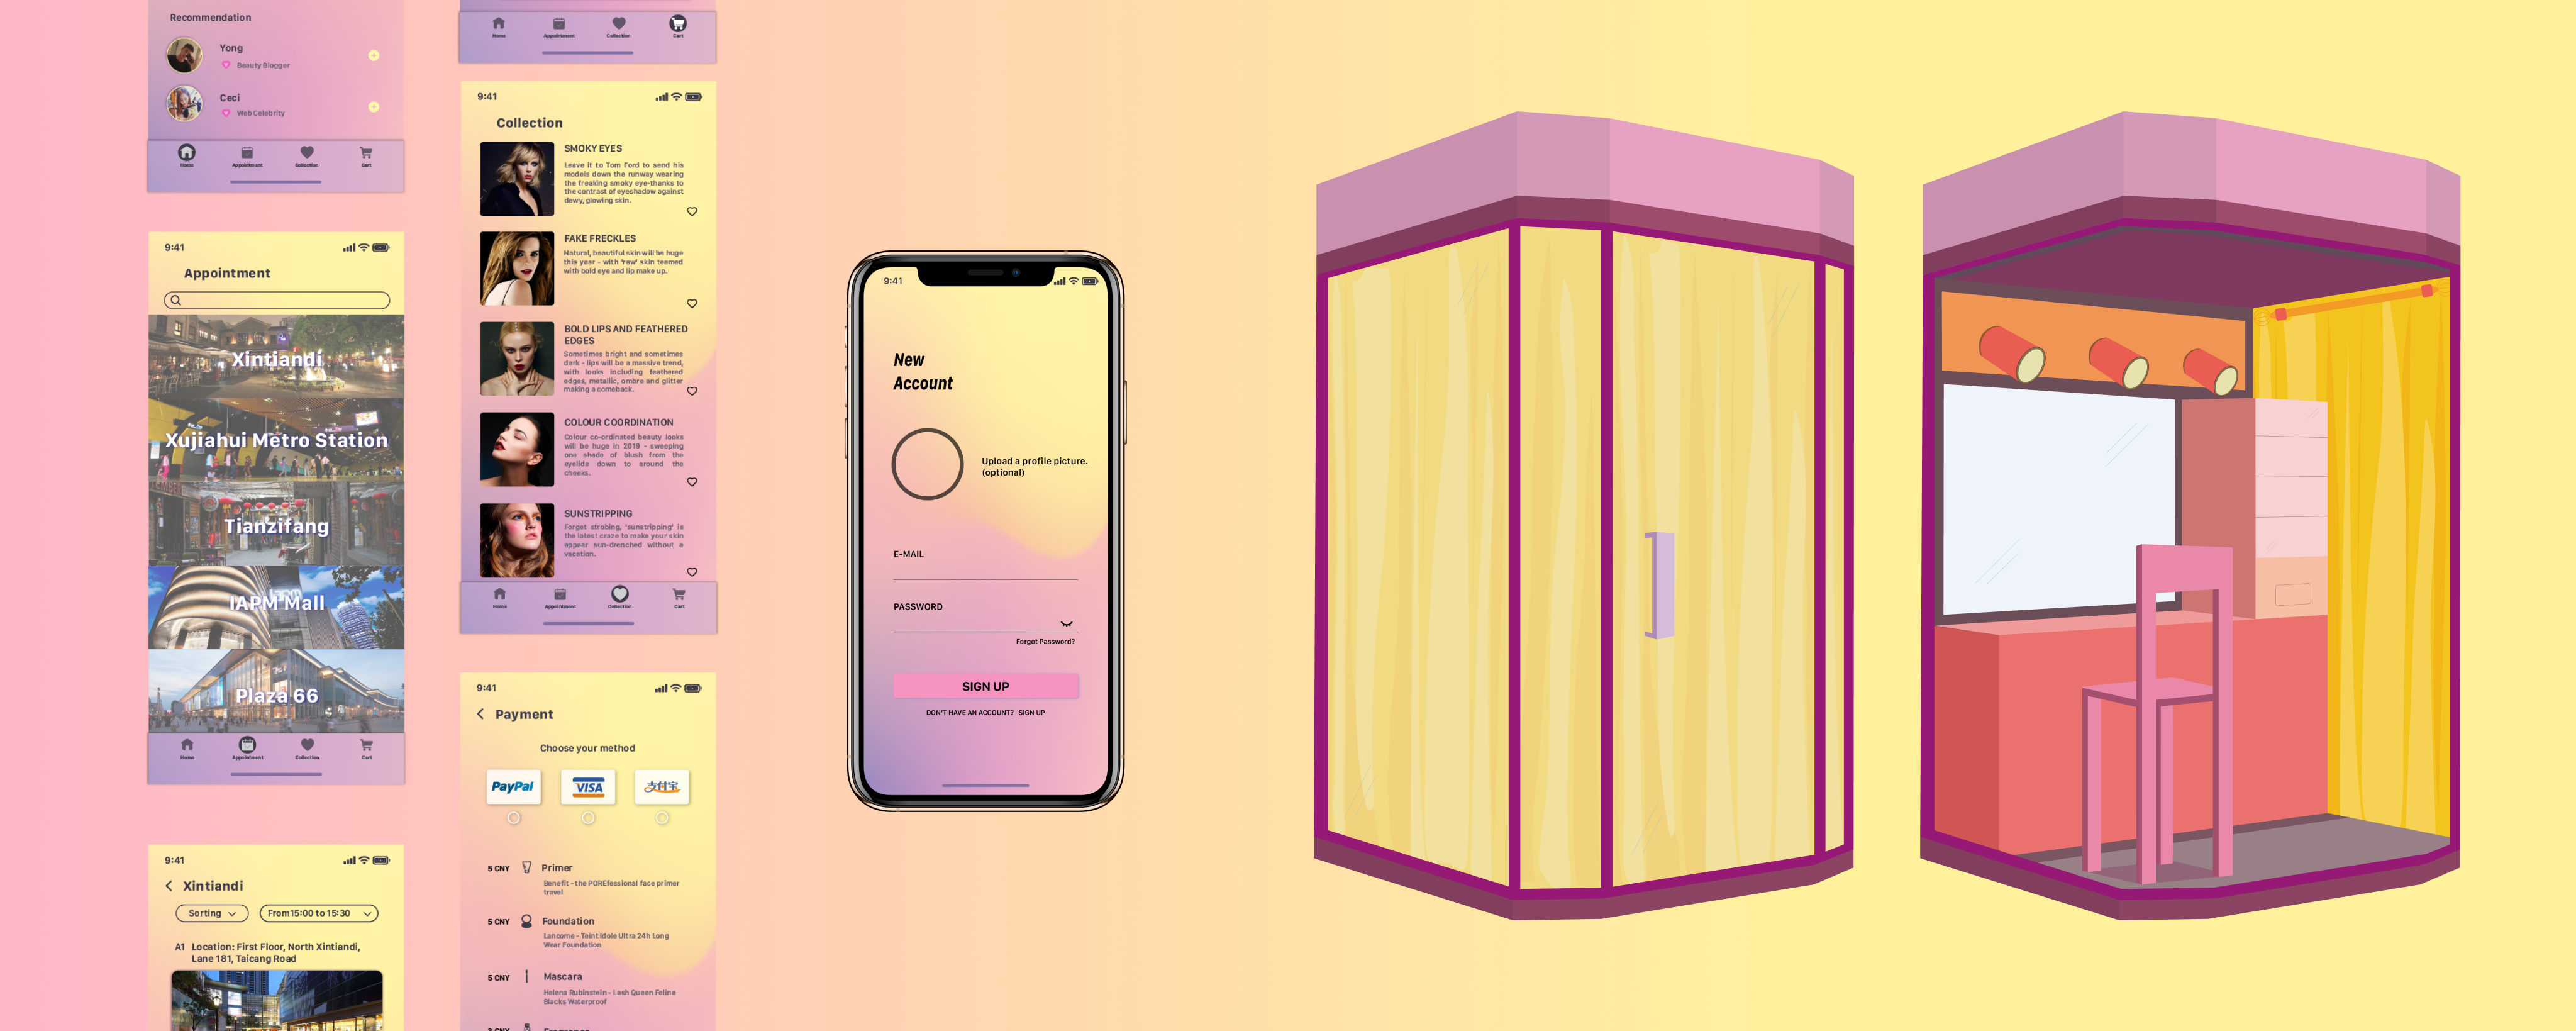 Recommendation
Yong
Beauty Blogger
Ceci
Web Celebrity
Home
Appointment
Collection
Cart
9:41
Appointment
Xintiandi
Xujiahui Metro Station
Tianzifang
IAPM Mall
Plaza 66
Home
Appointment
Collection
Cart
9:41
Xintiandi
Sorting
From15:00 to 15:30
A1 Location: First Floor, North Xintiandi,
Lane 181, Taicang Road
Home
Appointment
Collection
Cart
9:41
Collection
SMOKY EYES
Leave it to Tom Ford to send his
models down the runway wearing
the freaking smoky eye-thanks to
the contrast of eyeshadow against
dewy, glowing skin.
FAKE FRECKLES
Natural, beautiful skin will be huge
this year - with 'raw' skin teamed
with bold eye and lip make up.
BOLD LIPS AND FEATHERED
EDGES
Sometimes bright and sometimes
dark - lips will be a massive trend,
with looks including feathered
edges, metallic, ombre and glitter
making a comeback.
COLOUR COORDINATION
Colour co-ordinated beauty looks
will be huge in 2019 - sweeping
one shade of blush from the
eyelids down to around the
cheeks.
SUNSTRIPPING
Forget strobing, 'sunstripping' is
the latest craze to make your skin
appear sun-drenched without a
vacation.
Home
Appointment
Collection
Cart
9:41
Payment
Choose your method
PayPal
VISA
支付宝
5 CNY Primer
Benefit - the POREfessional face primer
travel
5 CNY Foundation
Lancome - Teint Idole Ultra 24h Long
Wear Foundation
5 CNY Mascara
Helena Rubinstein - Lash Queen Feline
Blackx Waterproof
9:41
New
Account
Upload a profile picture.
(optional)
E-MAIL
PASSWORD
Forgot Password?
SIGN UP
DON'T HAVE AN ACCOUNT? SIGN UP